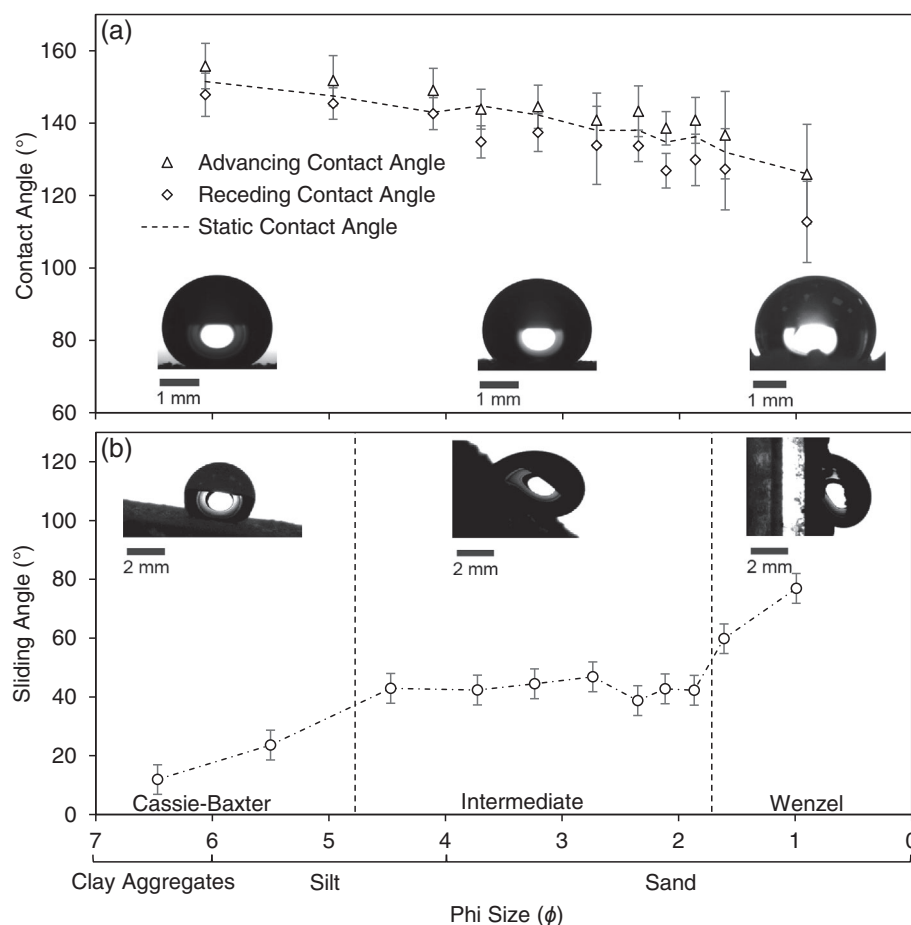 (a)
160
140
120
100
80
60
Contact Angle (°)
Advancing Contact Angle
Receding Contact Angle
Static Contact Angle
1 mm
1 mm
1 mm
(b)
120
100
80
60
40
20
0
Sliding Angle (°)
2 mm
2 mm
2 mm
Cassie-Baxter
Intermediate
Wenzel
7 6 5 4 3 2 1 0
Clay Aggregates Silt Sand
Phi Size (ϕ)